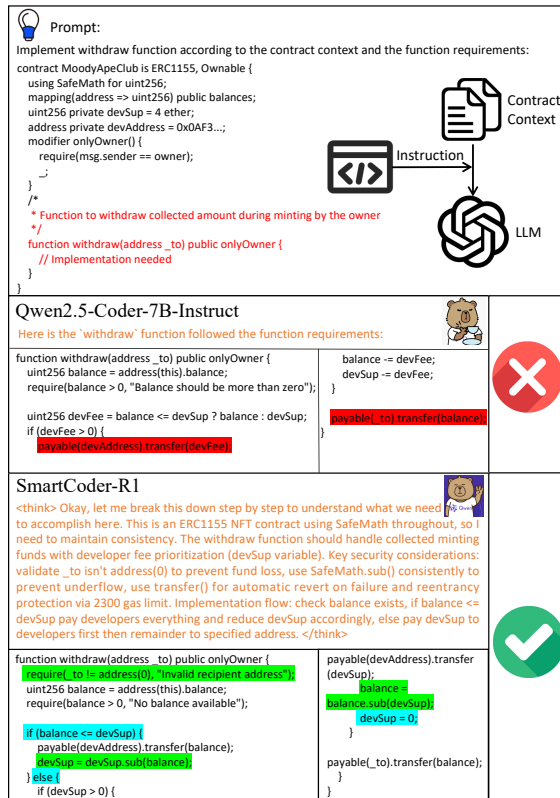 Prompt:
Implement withdraw function according to the contract context and the function requirements:
contract MoodyApeClub is ERC1155, Ownable {
using SafeMath for uint256;
mapping(address => uint256) public balances;
uint256 private devSup = 4 ether;
address private devAddress = 0x0AF3...;
modifier onlyOwner() {
require(msg.sender == owner);
_;
}
/*
* Function to withdraw collected amount during minting by the owner
*/
function withdraw(address _to) public onlyOwner {
// Implementation needed
}
}
Contract
Context
Instruction
</>
LLM
Qwen2.5-Coder-7B-Instruct
Here is the `withdraw` function followed the function requirements:
function withdraw(address _to) public onlyOwner {
uint256 balance = address(this).balance;
require(balance > 0, "Balance should be more than zero");
uint256 devFee = balance <= devSup ? balance : devSup;
if (devFee > 0) {
payable(devAddress).transfer(devFee);
balance -= devFee;
devSup -= devFee;
}
payable(_to).transfer(balance);
}
SmartCoder-R1
<think> Okay, let me break this down step by step to understand what we need
to accomplish here. This is an ERC1155 NFT contract using SafeMath throughout, so I
need to maintain consistency. The withdraw function should handle collected minting
funds with developer fee prioritization (devSup variable). Key security considerations:
validate _to isn't address(0) to prevent fund loss, use SafeMath.sub() consistently to
prevent underflow, use transfer() for automatic revert on failure and reentrancy
protection via 2300 gas limit. Implementation flow: check balance exists, if balance <=
devSup pay developers everything and reduce devSup accordingly, else pay devSup to
developers first then remainder to specified address. </think>
function withdraw(address _to) public onlyOwner {
require(_to != address(0), "Invalid recipient address");
uint256 balance = address(this).balance;
require(balance > 0, "No balance available");
if (balance <= devSup) {
payable(devAddress).transfer(balance);
devSup = devSup.sub(balance);
} else {
if (devSup > 0) {
payable(devAddress).transfer
(devSup);
balance =
balance.sub(devSup);
devSup = 0;
}
payable(_to).transfer(balance);
}
}